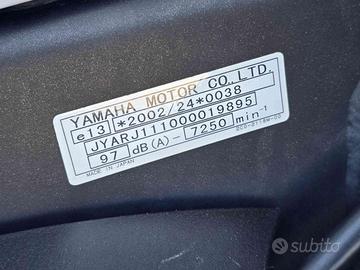 YAMAHA MOTOR CO.,LTD.
e13 *2002/24*0038
JYARJ111000019895
97 dB(A)- 7250 min⁻¹
MADE IN JAPAN
subito